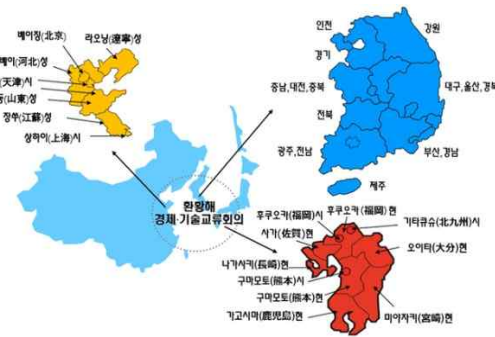 베이징(北京)
라오닝(遼寧)성
베이(河北)성
(天津)시
(山東)성
장쑤(江蘇)성
상하이(上海)시
인천
강원
경기
충남,대전,충북
대구,울산,경북
전북
광주,전남
부산,경남
제주
환황해
경제·기술교류회의
후쿠오카(福岡)시
후쿠오카(福岡)현
기타큐슈(北九州)시
사가(佐賀)현
오이타(大分)현
나가사키(長崎)현
구마모토(熊本)시
구마모토(熊本)현
가고시마(鹿児島)현
미야자키(宮崎)현